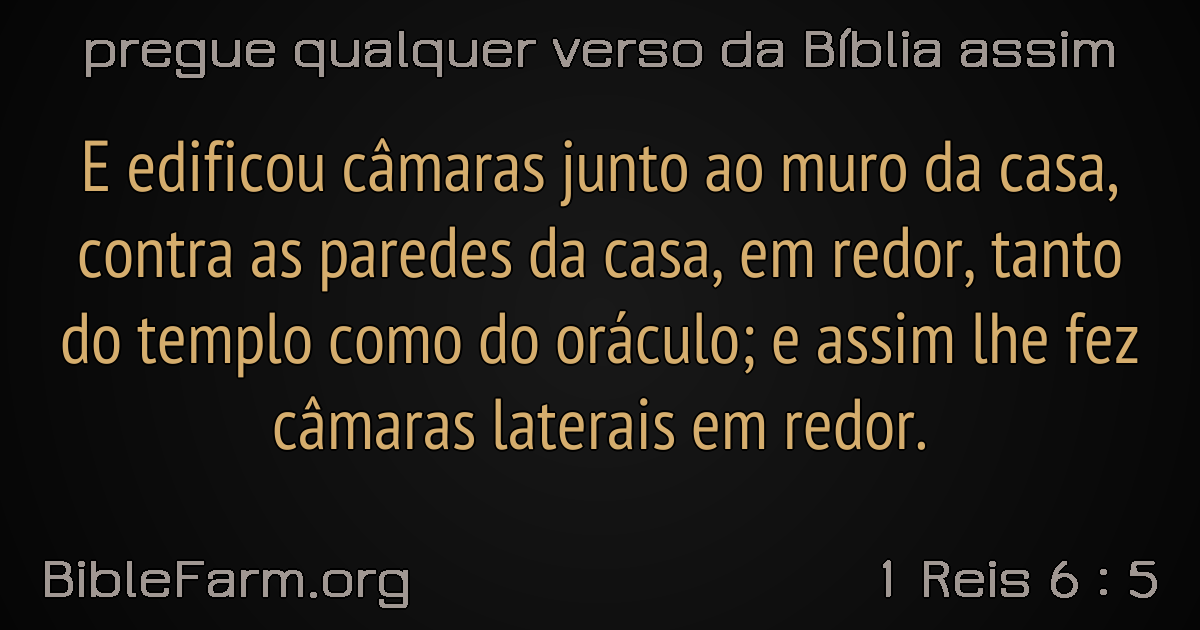 pregue qualquer verso da Bíblia assim
E edificou câmaras junto ao muro da casa,
contra as paredes da casa, em redor, tanto
do templo como do oráculo; e assim lhe fez
câmaras laterais em redor.
BibleFarm.org
1 Reis 6 : 5